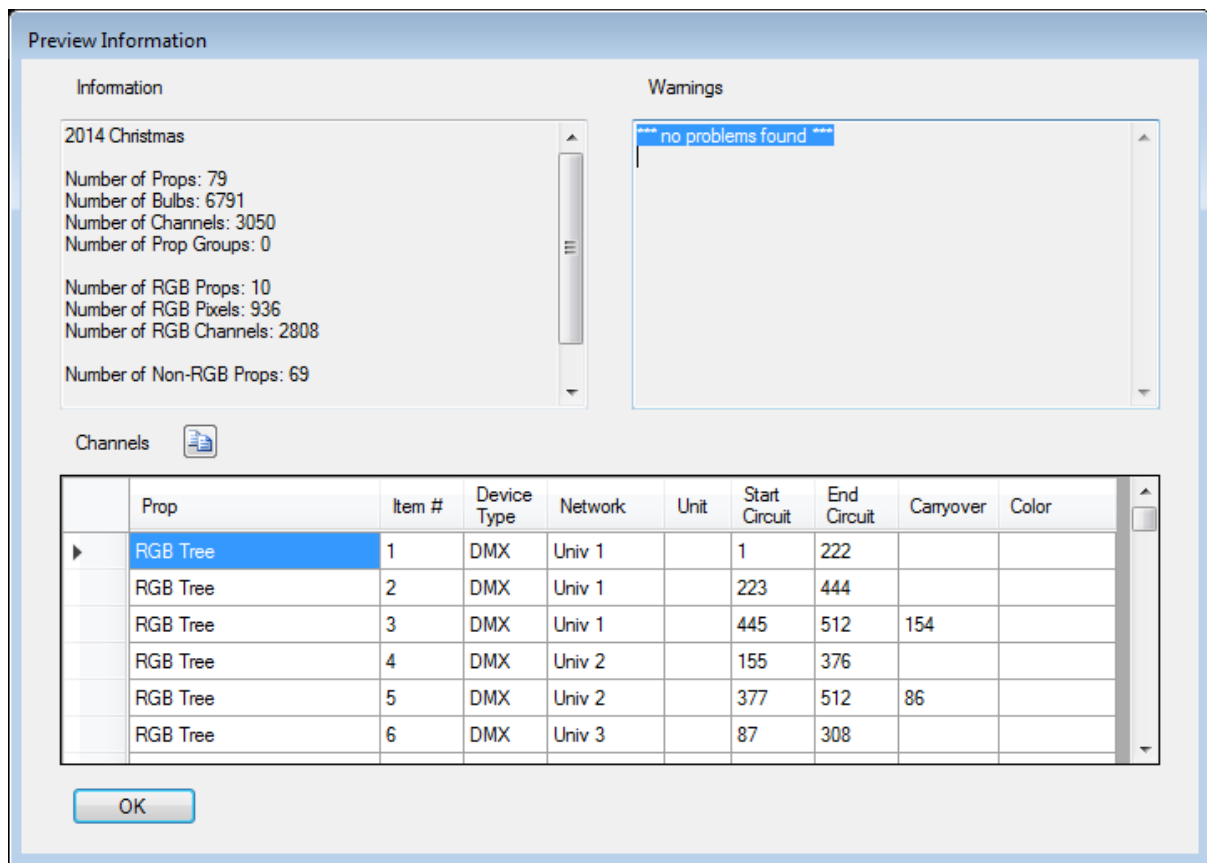 Preview Information
Information
2014 Christmas
Number of Props: 79
Number of Bulbs: 6791
Number of Channels: 3050
Number of Prop Groups: 0
Number of RGB Props: 10
Number of RGB Pixels: 936
Number of RGB Channels: 2808
Number of Non-RGB Props: 69
Warnings
*** no problems found ***
Channels
Prop Item # Device Type Network Unit Start Circuit End Circuit Carryover Color
RGB Tree 1 DMX Univ 1 1 222
RGB Tree 2 DMX Univ 1 223 444
RGB Tree 3 DMX Univ 1 445 512 154
RGB Tree 4 DMX Univ 2 155 376
RGB Tree 5 DMX Univ 2 377 512 86
RGB Tree 6 DMX Univ 3 87 308
OK